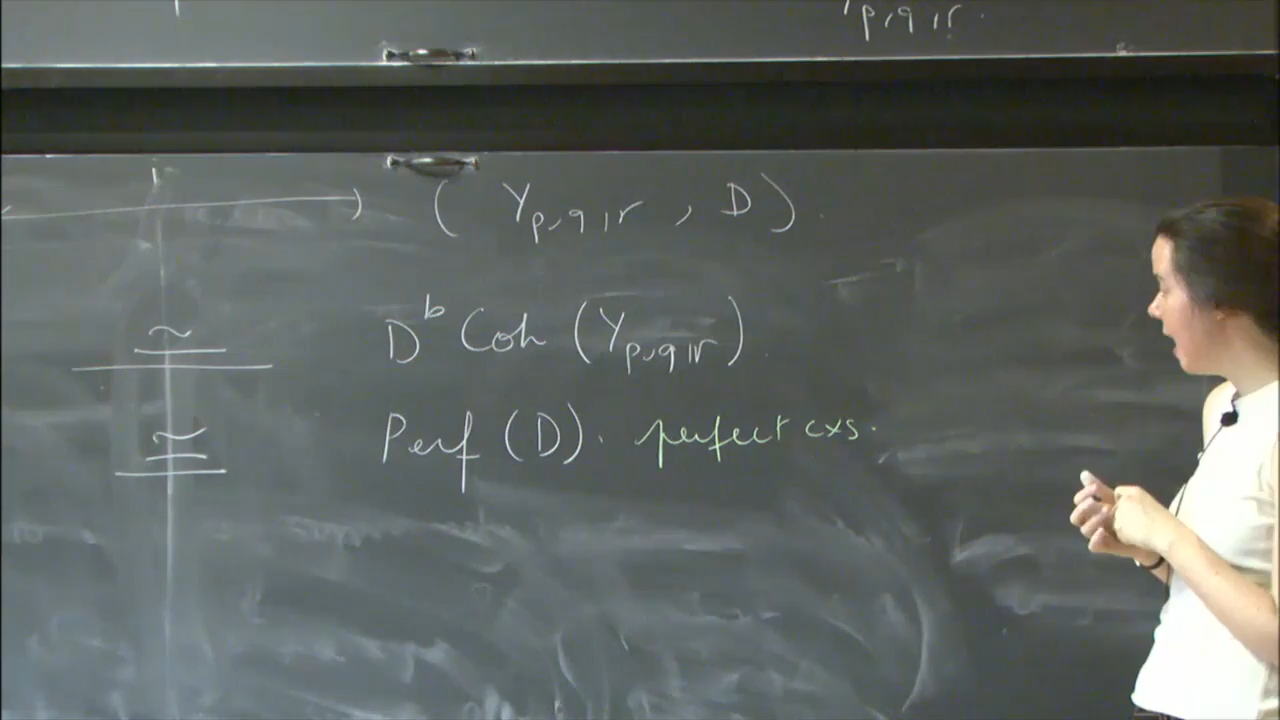 p,q,r.
⟷ ( Y_{p,q,r} , D ).
≅ D^b Coh (Y_{p,q,r}).
≅ Perf (D). perfect cxs.